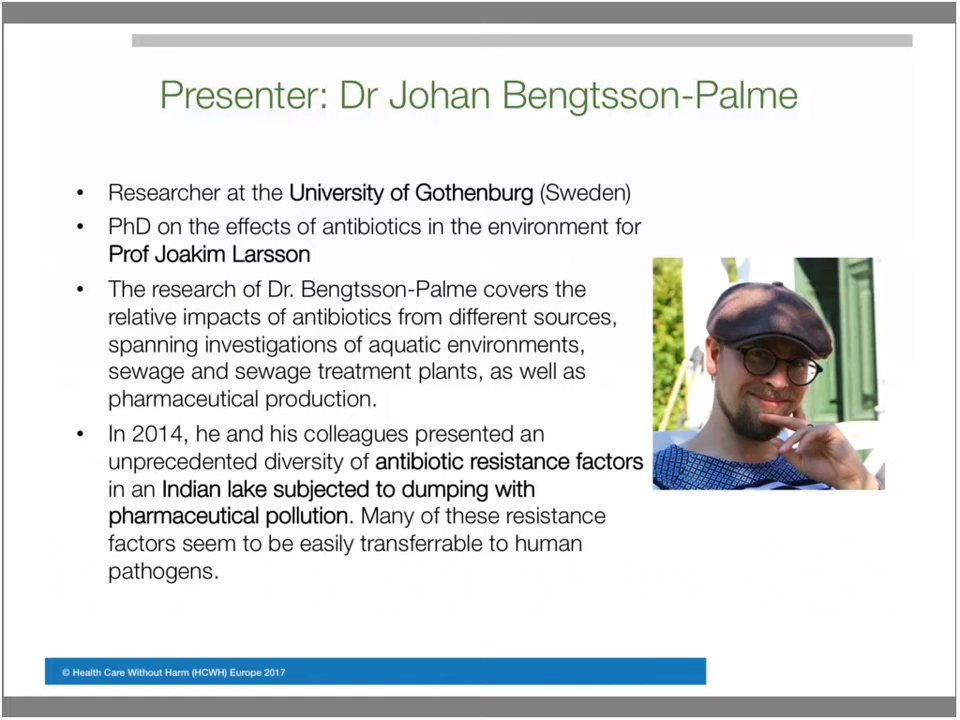 Presenter: Dr Johan Bengtsson-Palme
• Researcher at the University of Gothenburg (Sweden)
• PhD on the effects of antibiotics in the environment for
Prof Joakim Larsson
• The research of Dr. Bengtsson-Palme covers the
relative impacts of antibiotics from different sources,
spanning investigations of aquatic environments,
sewage and sewage treatment plants, as well as
pharmaceutical production.
• In 2014, he and his colleagues presented an
unprecedented diversity of antibiotic resistance factors
in an Indian lake subjected to dumping with
pharmaceutical pollution. Many of these resistance
factors seem to be easily transferrable to human
pathogens.
© Health Care Without Harm (HCWH) Europe 2017